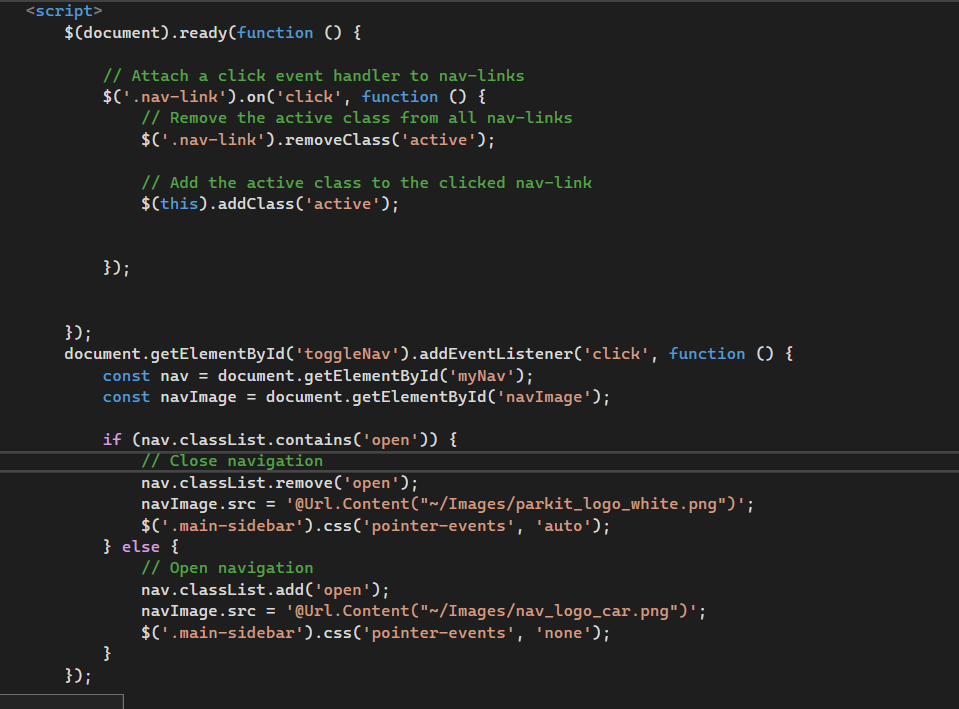 <script>
$(document).ready(function () {
// Attach a click event handler to nav-links
$('.nav-link').on('click', function () {
// Remove the active class from all nav-links
$('.nav-link').removeClass('active');
// Add the active class to the clicked nav-link
$(this).addClass('active');
});
});
document.getElementById('toggleNav').addEventListener('click', function () {
const nav = document.getElementById('myNav');
const navImage = document.getElementById('navImage');
if (nav.classList.contains('open')) {
// Close navigation
nav.classList.remove('open');
navImage.src = '@Url.Content("~/Images/parkit_logo_white.png")';
$('.main-sidebar').css('pointer-events', 'auto');
} else {
// Open navigation
nav.classList.add('open');
navImage.src = '@Url.Content("~/Images/nav_logo_car.png")';
$('.main-sidebar').css('pointer-events', 'none');
}
});